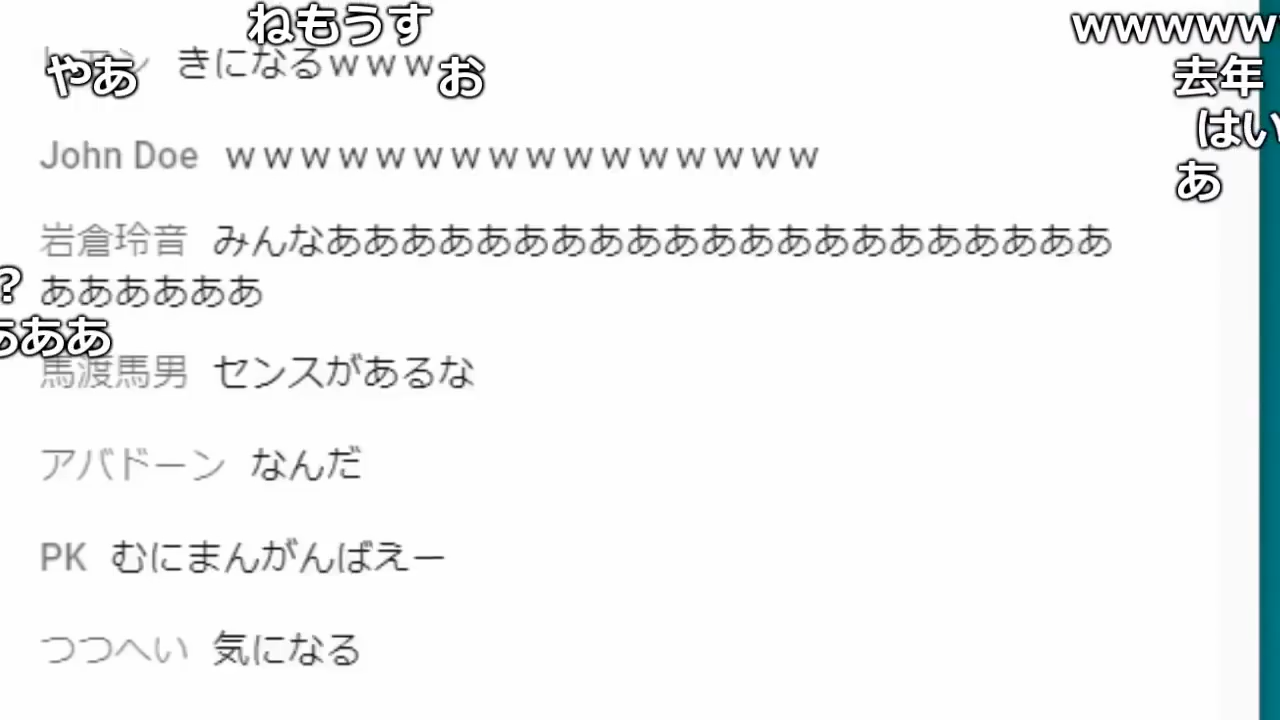 ねもうす
wwwwww
きになるｗｗｗ
やあ
お
去年
はい
John Doe ｗｗｗｗｗｗｗｗｗｗｗｗｗｗｗｗ
あ
岩倉玲音 みんなあああああああああああああああああああああ
?
ああああああ
あああ
馬渡馬男 センスがあるな
アバドーン なんだ
PK むにまんがんばえー
つつへい 気になる